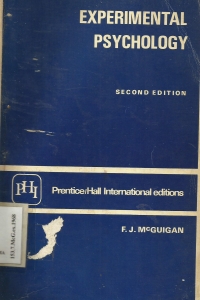 EXPERIMENTAL
PSYCHOLOGY
SECOND EDITION
PHI
Prentice/Hall International editions
F. J. McGUIGAN